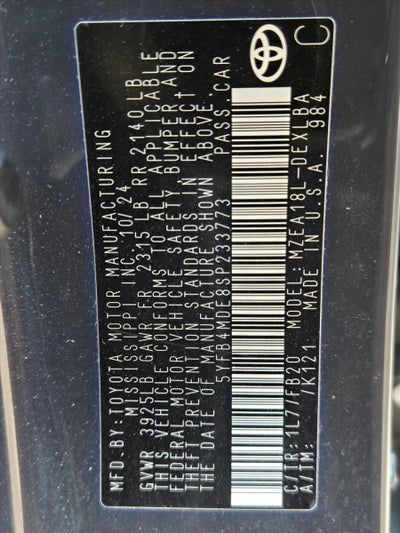 MFD. BY: TOYOTA MOTOR MANUFACTURING
MISSISSIPPI INC. 10/24
GVWR 3925LB GAWR FR 2315 LB RR 2140 LB
THIS VEHICLE CONFORMS TO ALL APPLICABLE
FEDERAL MOTOR VEHICLE SAFETY, BUMPER AND
THEFT PREVENTION STANDARDS IN EFFECT ON
THE DATE OF MANUFACTURE SHOWN ABOVE.
5YFB4MDE8SP233773 PASS. CAR
C/TR: 1L7/FB20 MODEL: MZEA18L-DEXLBA
A/TM: /K121 U.S.A. 984
C